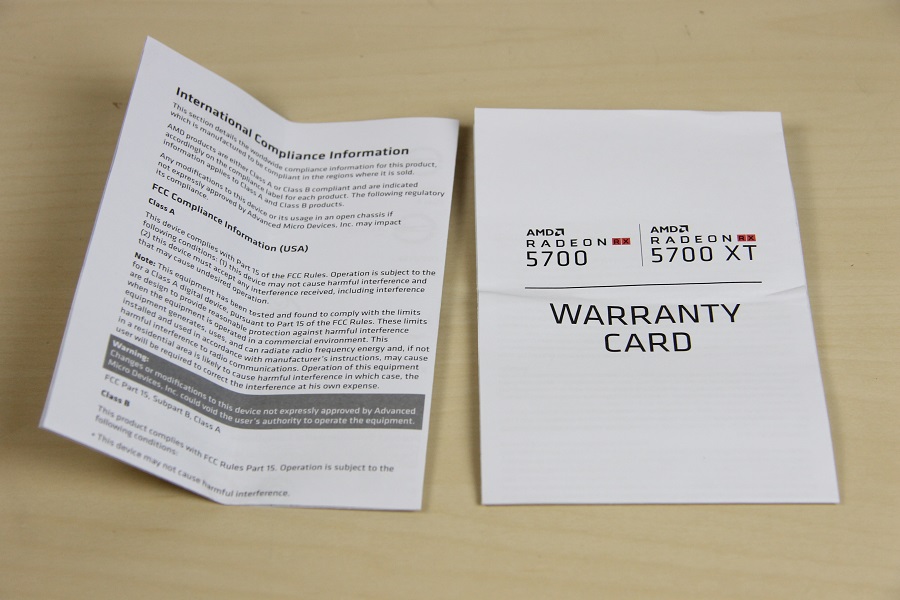 International Compliance Information
This section details the worldwide compliance information for this product,
which is manufactured to be compliant in the regions where it is sold.
AMD products are either Class A or Class B compliant and are indicated
accordingly on the compliance label for each product. The following regulatory
information applies to Class A and Class B products.
Any modifications to this device or its usage in an open chassis if
not expressly approved by Advanced Micro Devices, Inc. may impact
its compliance.
FCC Compliance Information (USA)
Class A
This device complies with Part 15 of the FCC Rules. Operation is subject to the
following conditions: (1) this device may not cause harmful interference and
(2) this device must accept any interference received, including interference
that may cause undesired operation.
Note: This equipment has been tested and found to comply with the limits
for a Class A digital device, pursuant to Part 15 of the FCC Rules. These limits
are design to provide reasonable protection against harmful interference
when the equipment is operated in a commercial environment. This
equipment generates, uses, and can radiate radio frequency energy and, if not
installed and used in accordance with manufacturer's instructions, may cause
harmful interference to radio communications. Operation of this equipment
in a residential area is likely to cause harmful interference in which case, the
user will be required to correct the interference at his own expense.
Warning:
Changes or modifications to this device not expressly approved by Advanced
Micro Devices, Inc. could void the user's authority to operate the equipment.
FCC Part 15, Subpart B, Class A
Class B
This product complies with FCC Rules Part 15. Operation is subject to the
following conditions:
• This device may not cause harmful interference.
AMD
RADEON RX
5700
AMD
RADEON RX
5700 XT
WARRANTY
CARD